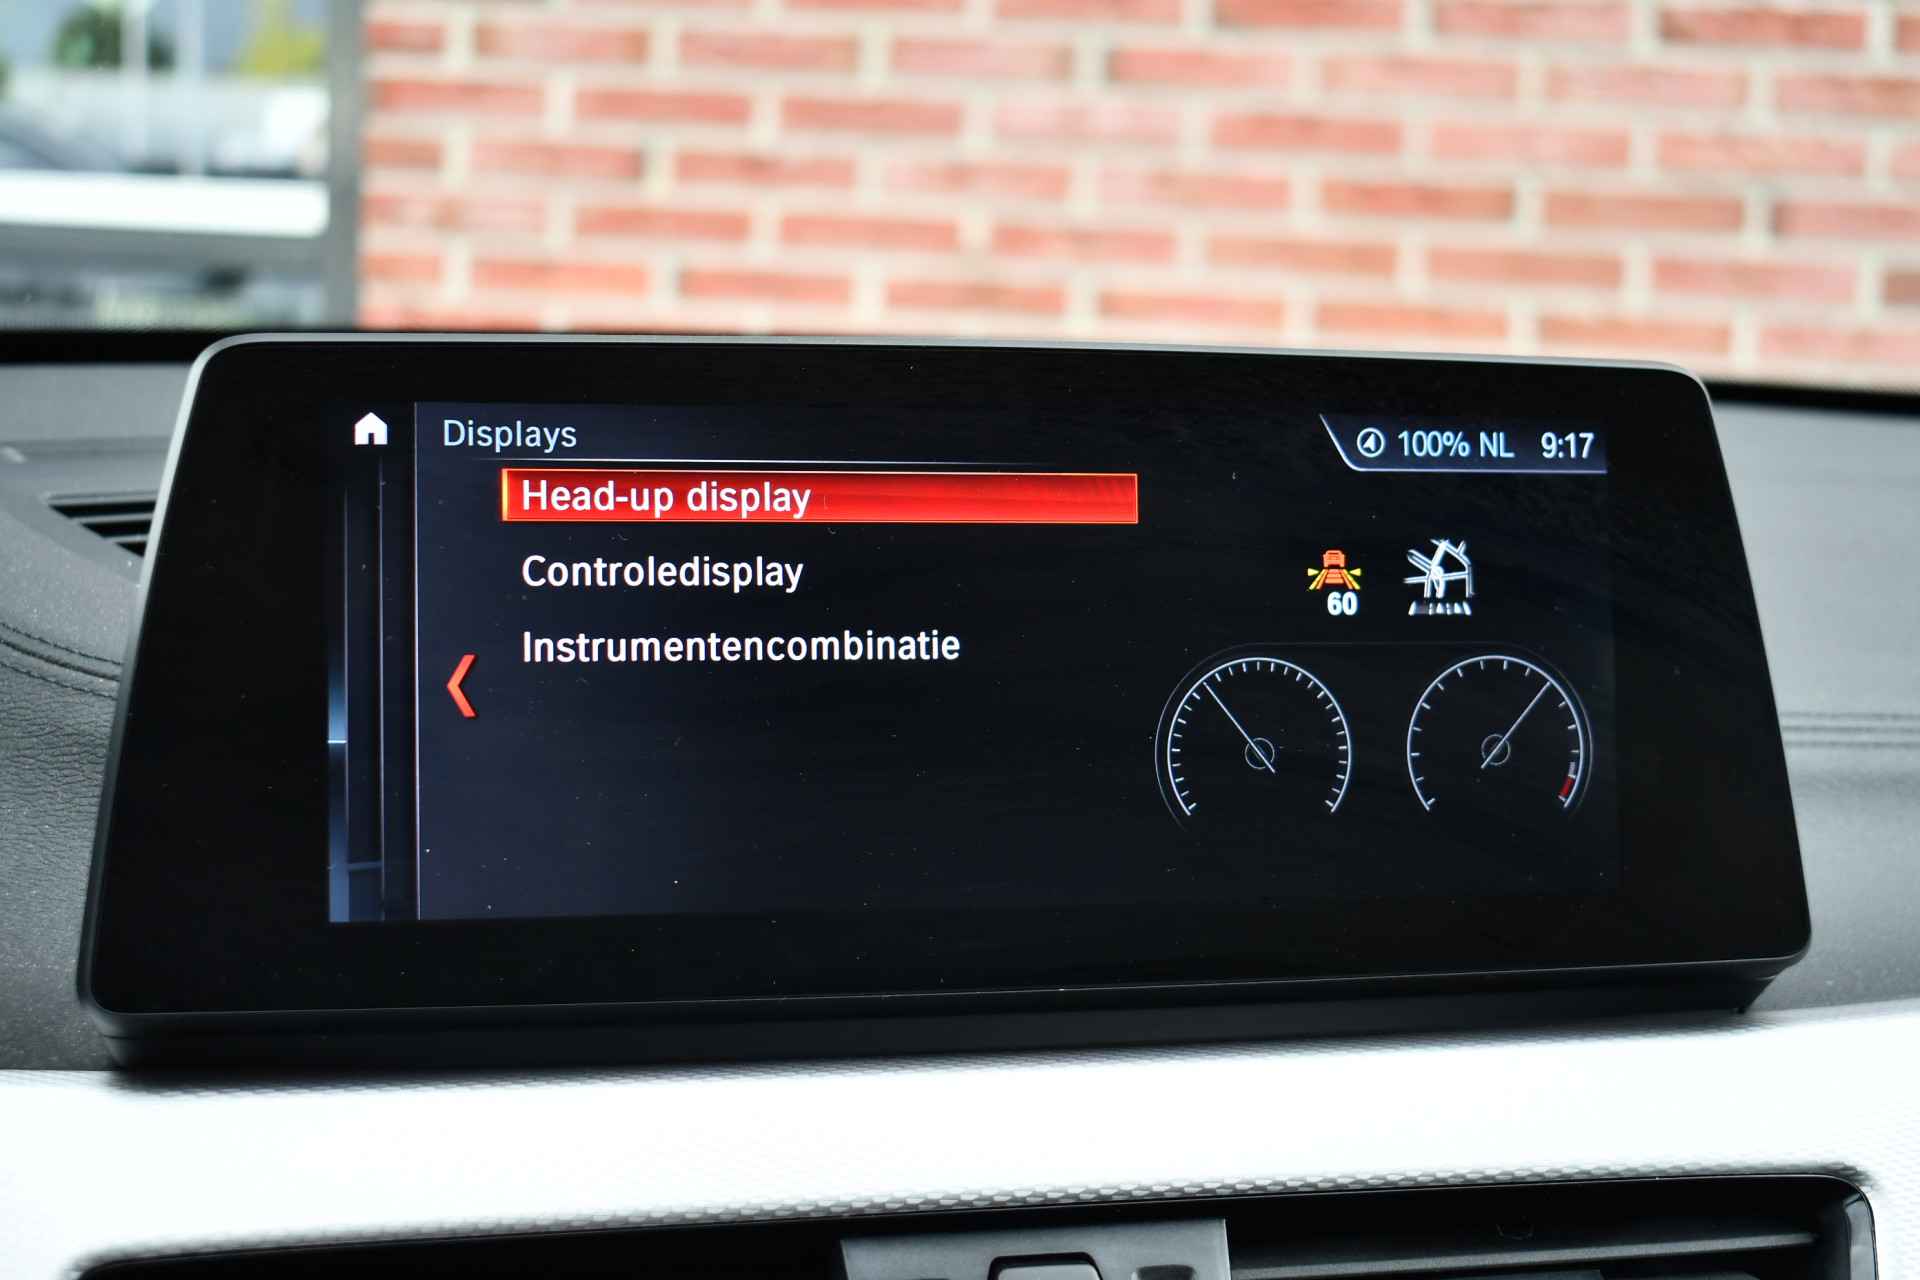 Displays
100% NL 9:17
Head-up display
Controledisplay
60
Instrumentencombinatie